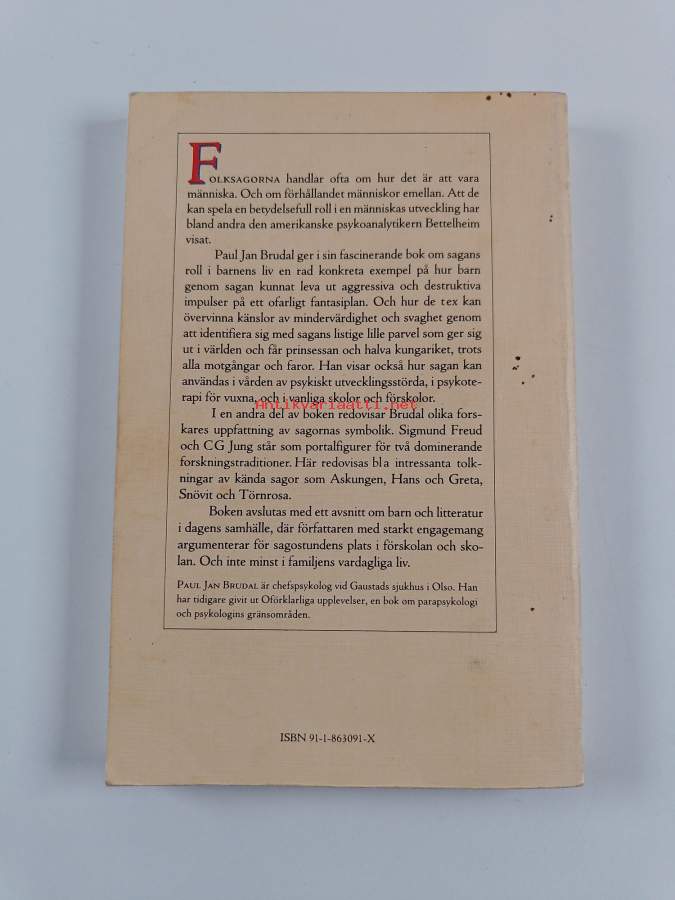 FOLKSAGORNA handlar ofta om hur det är att vara
människa. Och om förhållandet människor emellan. Att de
kan spela en betydelsefull roll i en människas utveckling har
bland andra den amerikanske psykoanalytikern Bettelheim
visat.
Paul Jan Brudal ger i sin fascinerande bok om sagans
roll i barnens liv en rad konkreta exempel på hur barn
genom sagan kunnat leva ut aggressiva och destruktiva
impulser på ett ofarligt fantasiplan. Och hur de t ex kan
övervinna känslor av mindervärdighet och svaghet genom
att identifiera sig med sagans listige lille parvel som ger sig
ut i världen och får prinsessan och halva kungariket, trots
alla motgångar och faror. Han visar också hur sagan kan
användas i vården av psykiskt utvecklingsstörda, i psykote-
rapi för vuxna, och i vanliga skolor och förskolor.
Antikvariaatti.net
I en andra del av boken redovisar Brudal olika fors-
kares uppfattning av sagornas symbolik. Sigmund Freud
och C G Jung står som portalfigurer för två dominerande
forskningstraditioner. Här redovisas bl a intressanta tolk-
ningar av kända sagor som Askungen, Hans och Greta,
Snövit och Törnrosa.
Boken avslutas med ett avsnitt om barn och litteratur
i dagens samhälle, där författaren med starkt engagemang
argumenterar för sagostundens plats i förskolan och sko-
lan. Och inte minst i familjens vardagliga liv.
PAUL JAN BRUDAL är chefspsykolog vid Gaustads sjukhus i Olso. Han
har tidigare givit ut Oförklarliga upplevelser, en bok om parapsykologi
och psykologins gränsområden.
ISBN 91-1-863091-X